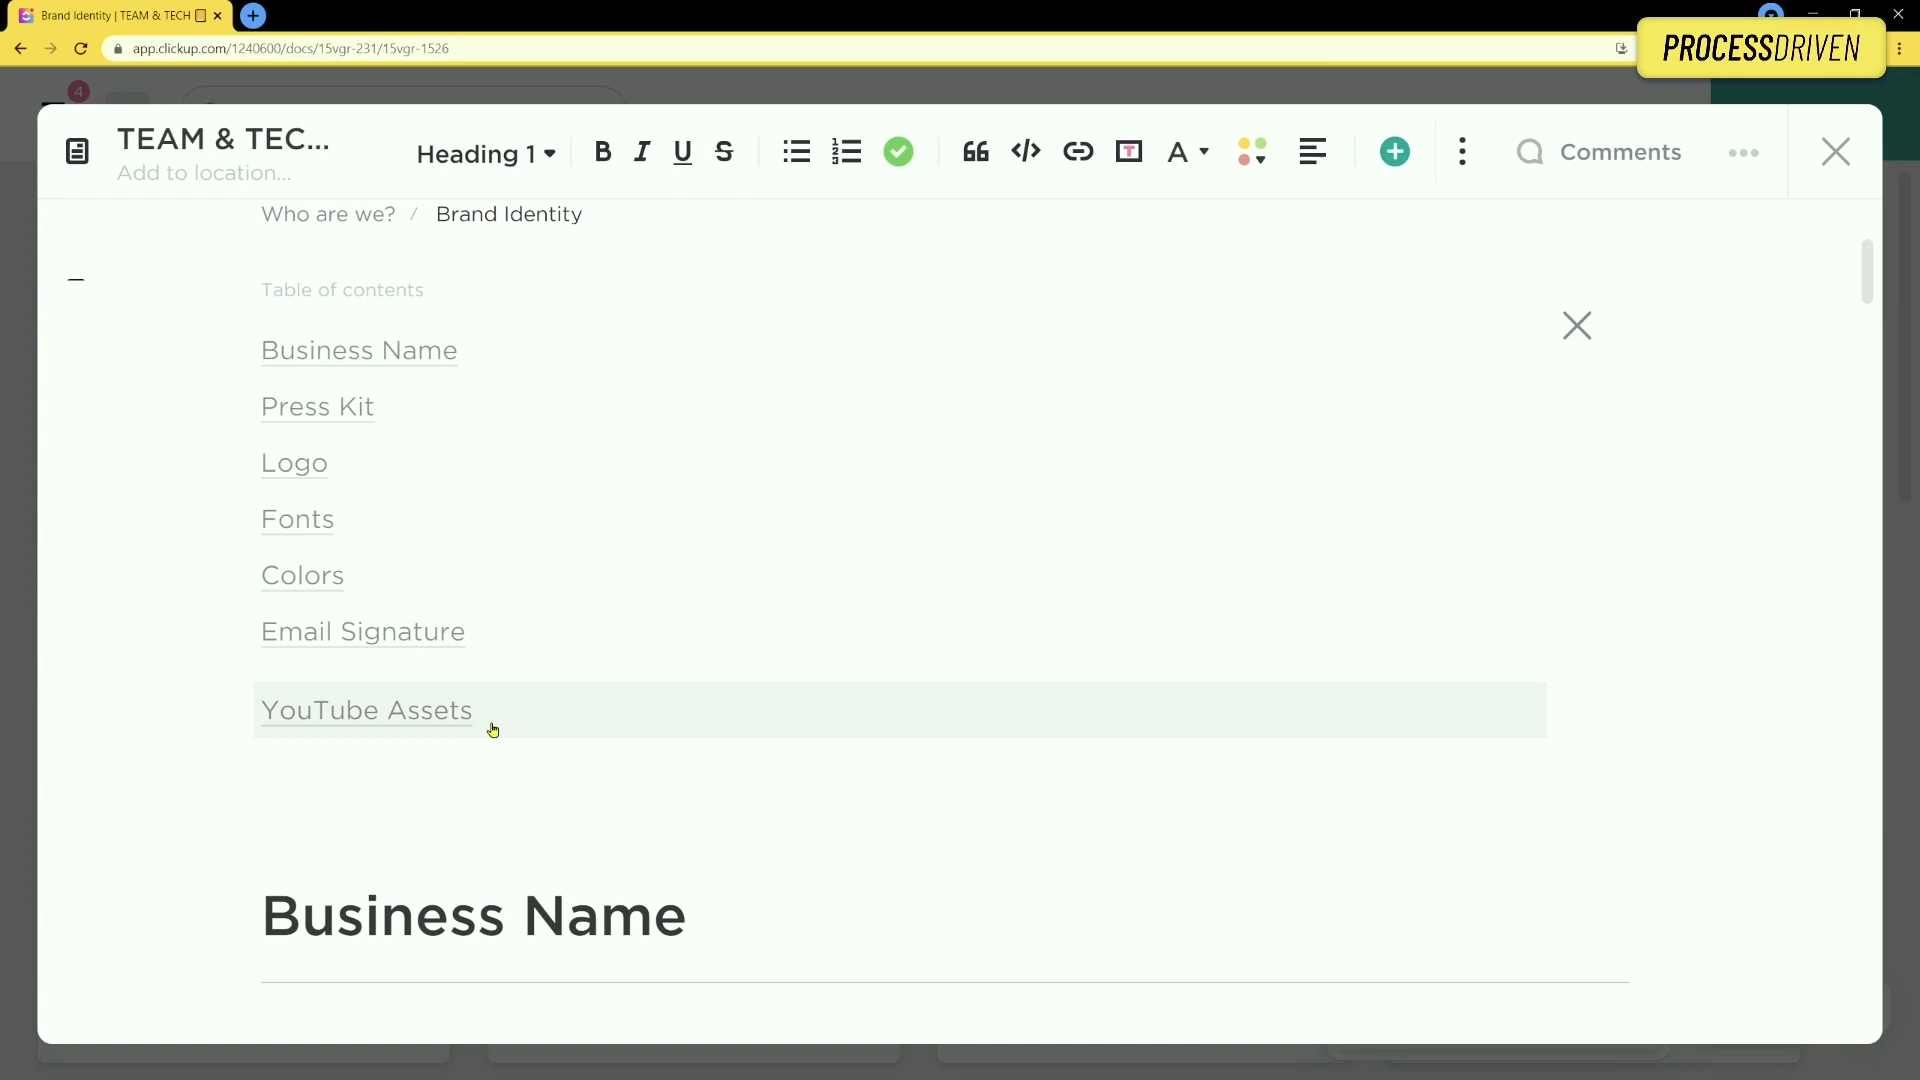 Brand Identity | TEAM & TECH
app.clickup.com/1240600/docs/15vgr-231/15vgr-1526
PROCESSDRIVEN
4
TEAM & TEC...
Add to location...
Heading 1
B I U S
Comments
Who are we? / Brand Identity
Table of contents
Business Name
Press Kit
Logo
Fonts
Colors
Email Signature
YouTube Assets
Business Name